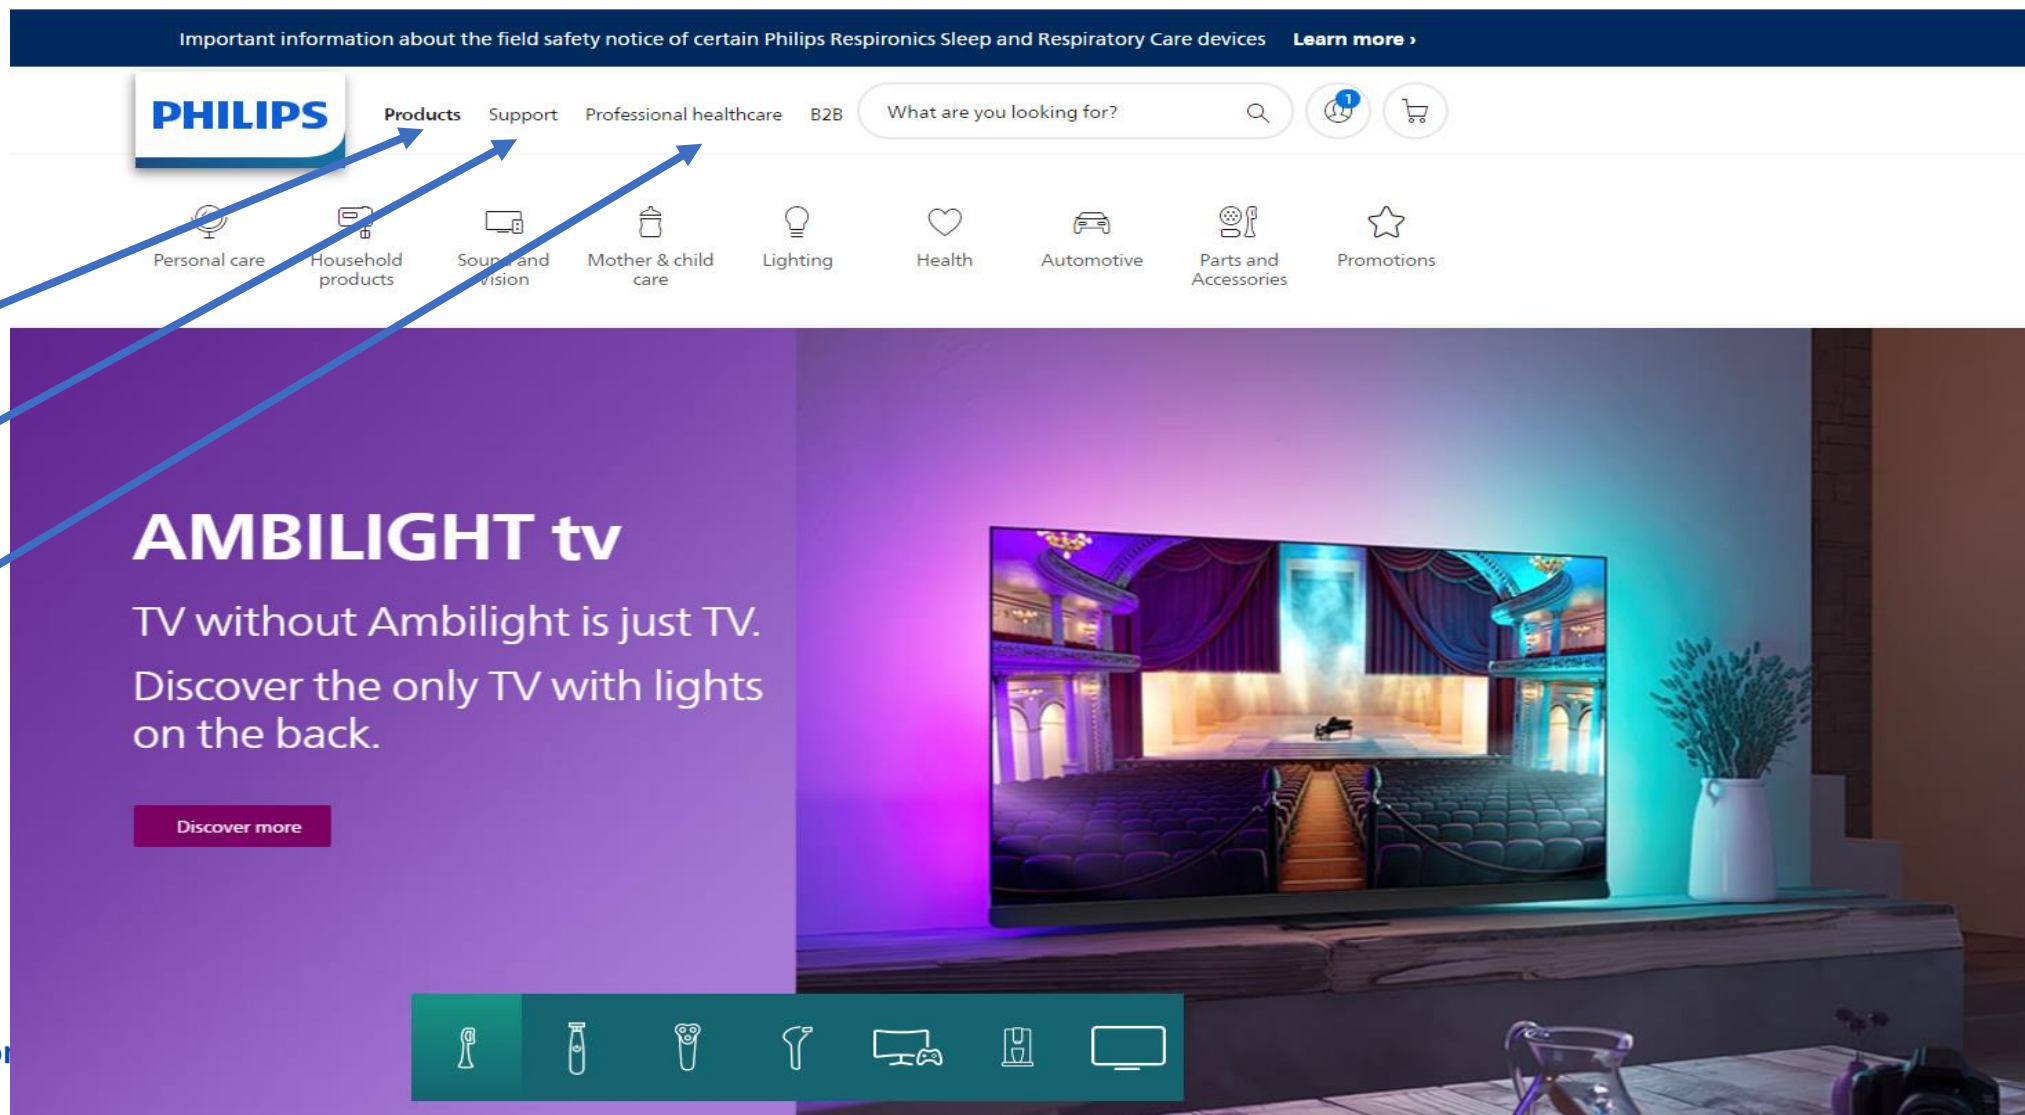 Important information about the field safety notice of certain Philips Respironics Sleep and Respiratory Care devices Learn more ›
PHILIPS
Products Support Professional healthcare B2B What are you looking for? 1
Personal care Household products Sound and vision Mother & child care Lighting Health Automotive Parts and Accessories Promotions
AMBILIGHT tv
TV without Ambilight is just TV.
Discover the only TV with lights
on the back.
Discover more